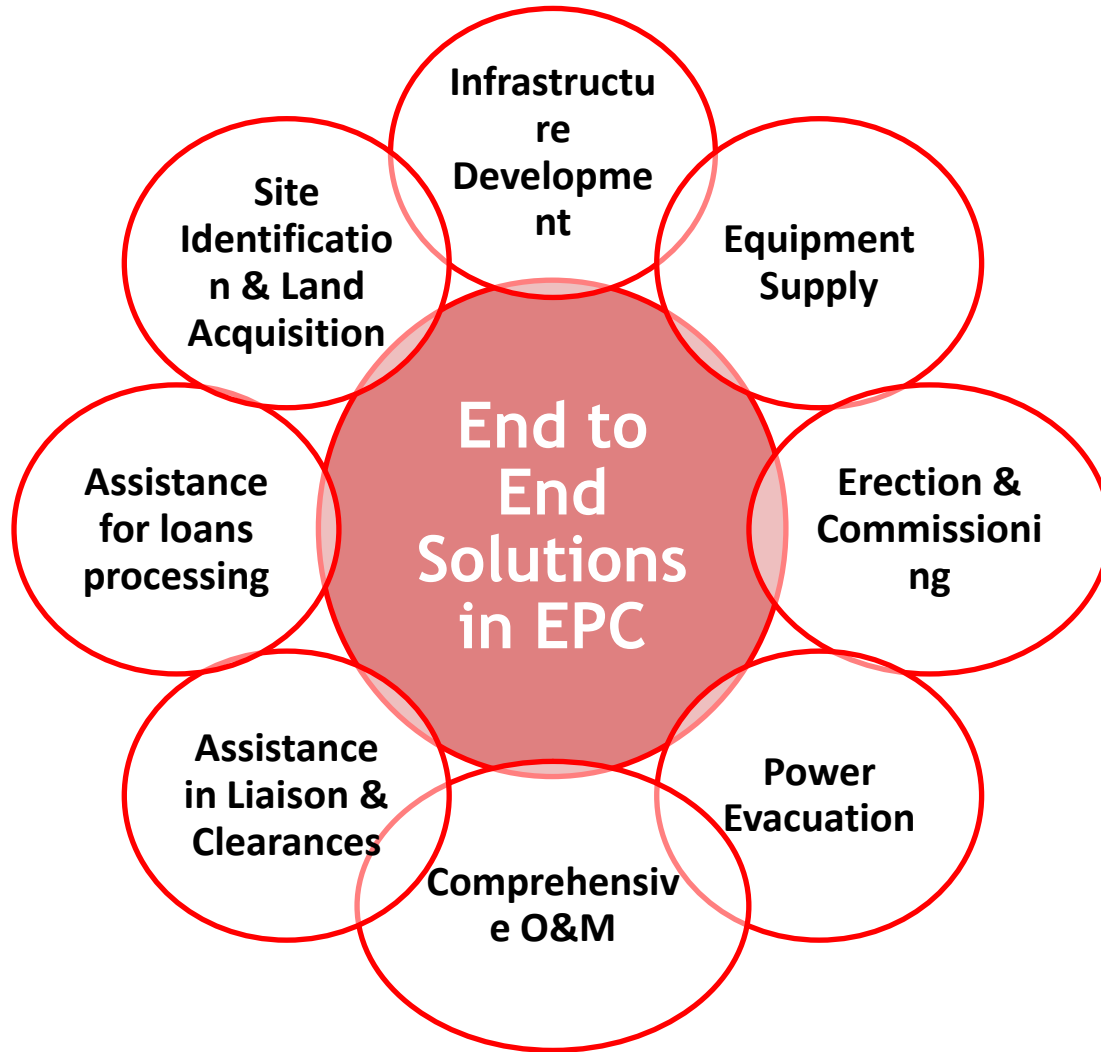 Infrastructu
re
Developme
nt
Equipment
Supply
Erection &
Commissioni
ng
Power
Evacuation
Comprehensiv
e O&M
Assistance
in Liaison &
Clearances
Assistance
for loans
processing
Site
Identificatio
n & Land
Acquisition
End to
End
Solutions
in EPC